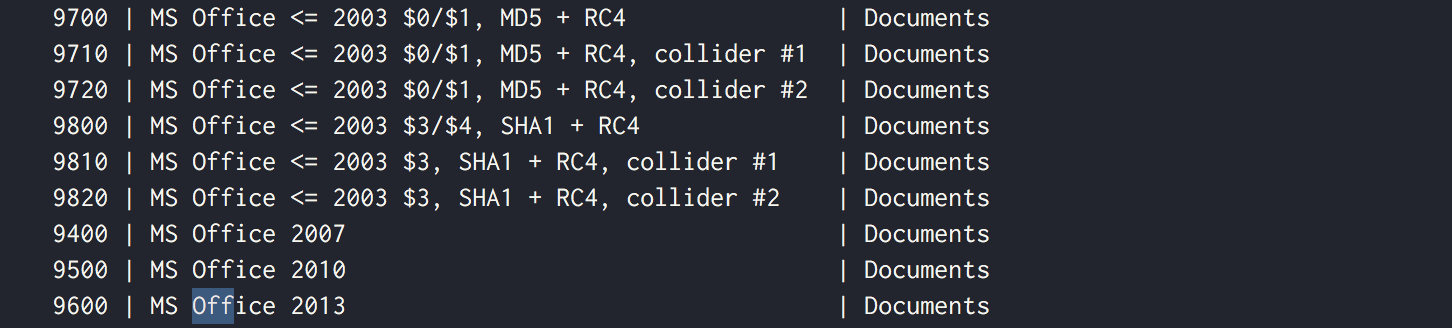 9700 | MS Office <= 2003 $0/$1, MD5 + RC4 | Documents
9710 | MS Office <= 2003 $0/$1, MD5 + RC4, collider #1 | Documents
9720 | MS Office <= 2003 $0/$1, MD5 + RC4, collider #2 | Documents
9800 | MS Office <= 2003 $3/$4, SHA1 + RC4 | Documents
9810 | MS Office <= 2003 $3, SHA1 + RC4, collider #1 | Documents
9820 | MS Office <= 2003 $3, SHA1 + RC4, collider #2 | Documents
9400 | MS Office 2007 | Documents
9500 | MS Office 2010 | Documents
9600 | MS Office 2013 | Documents